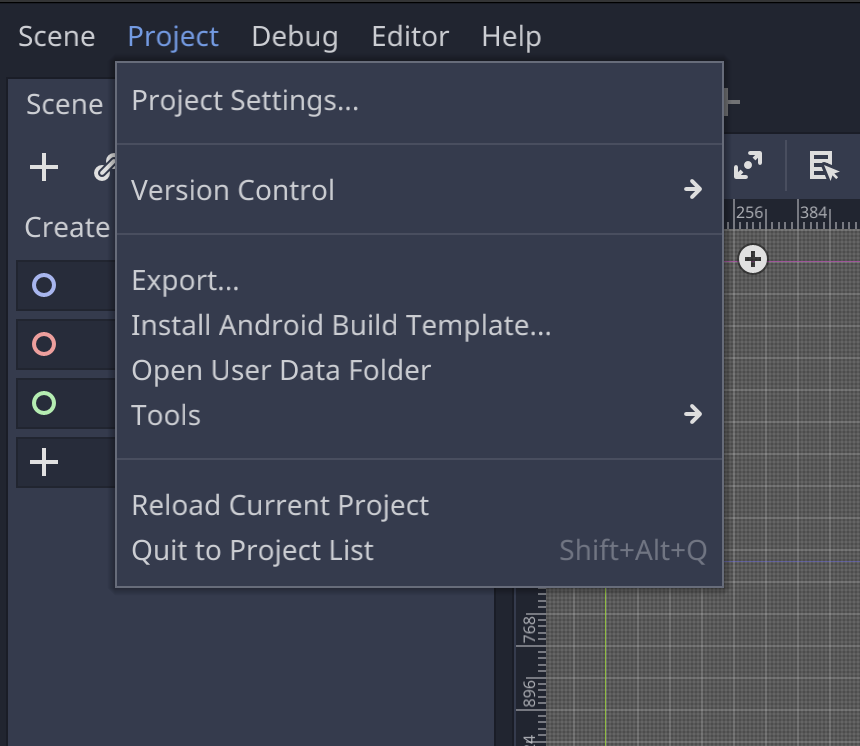 Scene Project Debug Editor Help
Scene
Project Settings...
Version Control
256 384
Create
Export...
Install Android Build Template...
Open User Data Folder
Tools
Reload Current Project
Quit to Project List Shift+Alt+Q
768
896